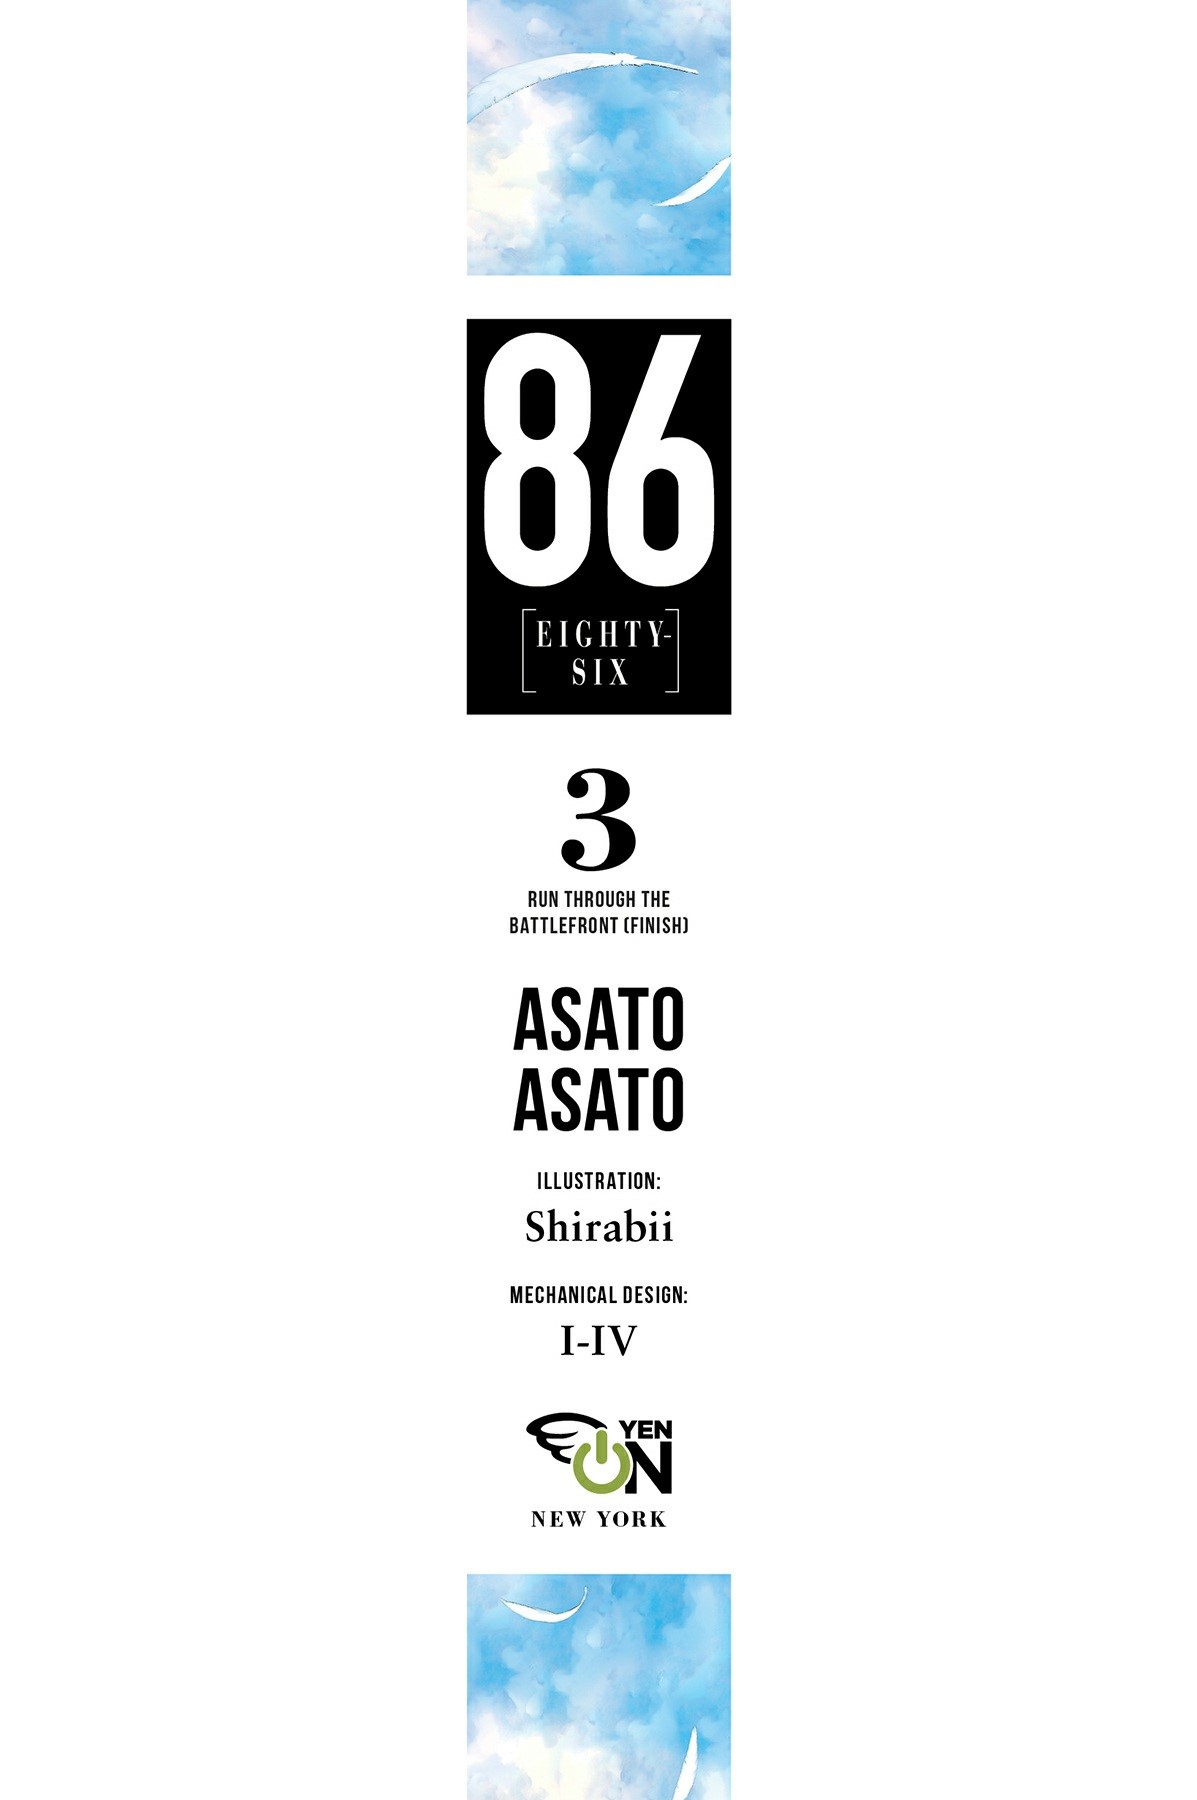 86
[EIGHTY-
SIX]
3
RUN THROUGH THE
BATTLEFRONT (FINISH)
ASATO
ASATO
ILLUSTRATION:
Shirabii
MECHANICAL DESIGN:
I-IV
YEN
ON
NEW YORK